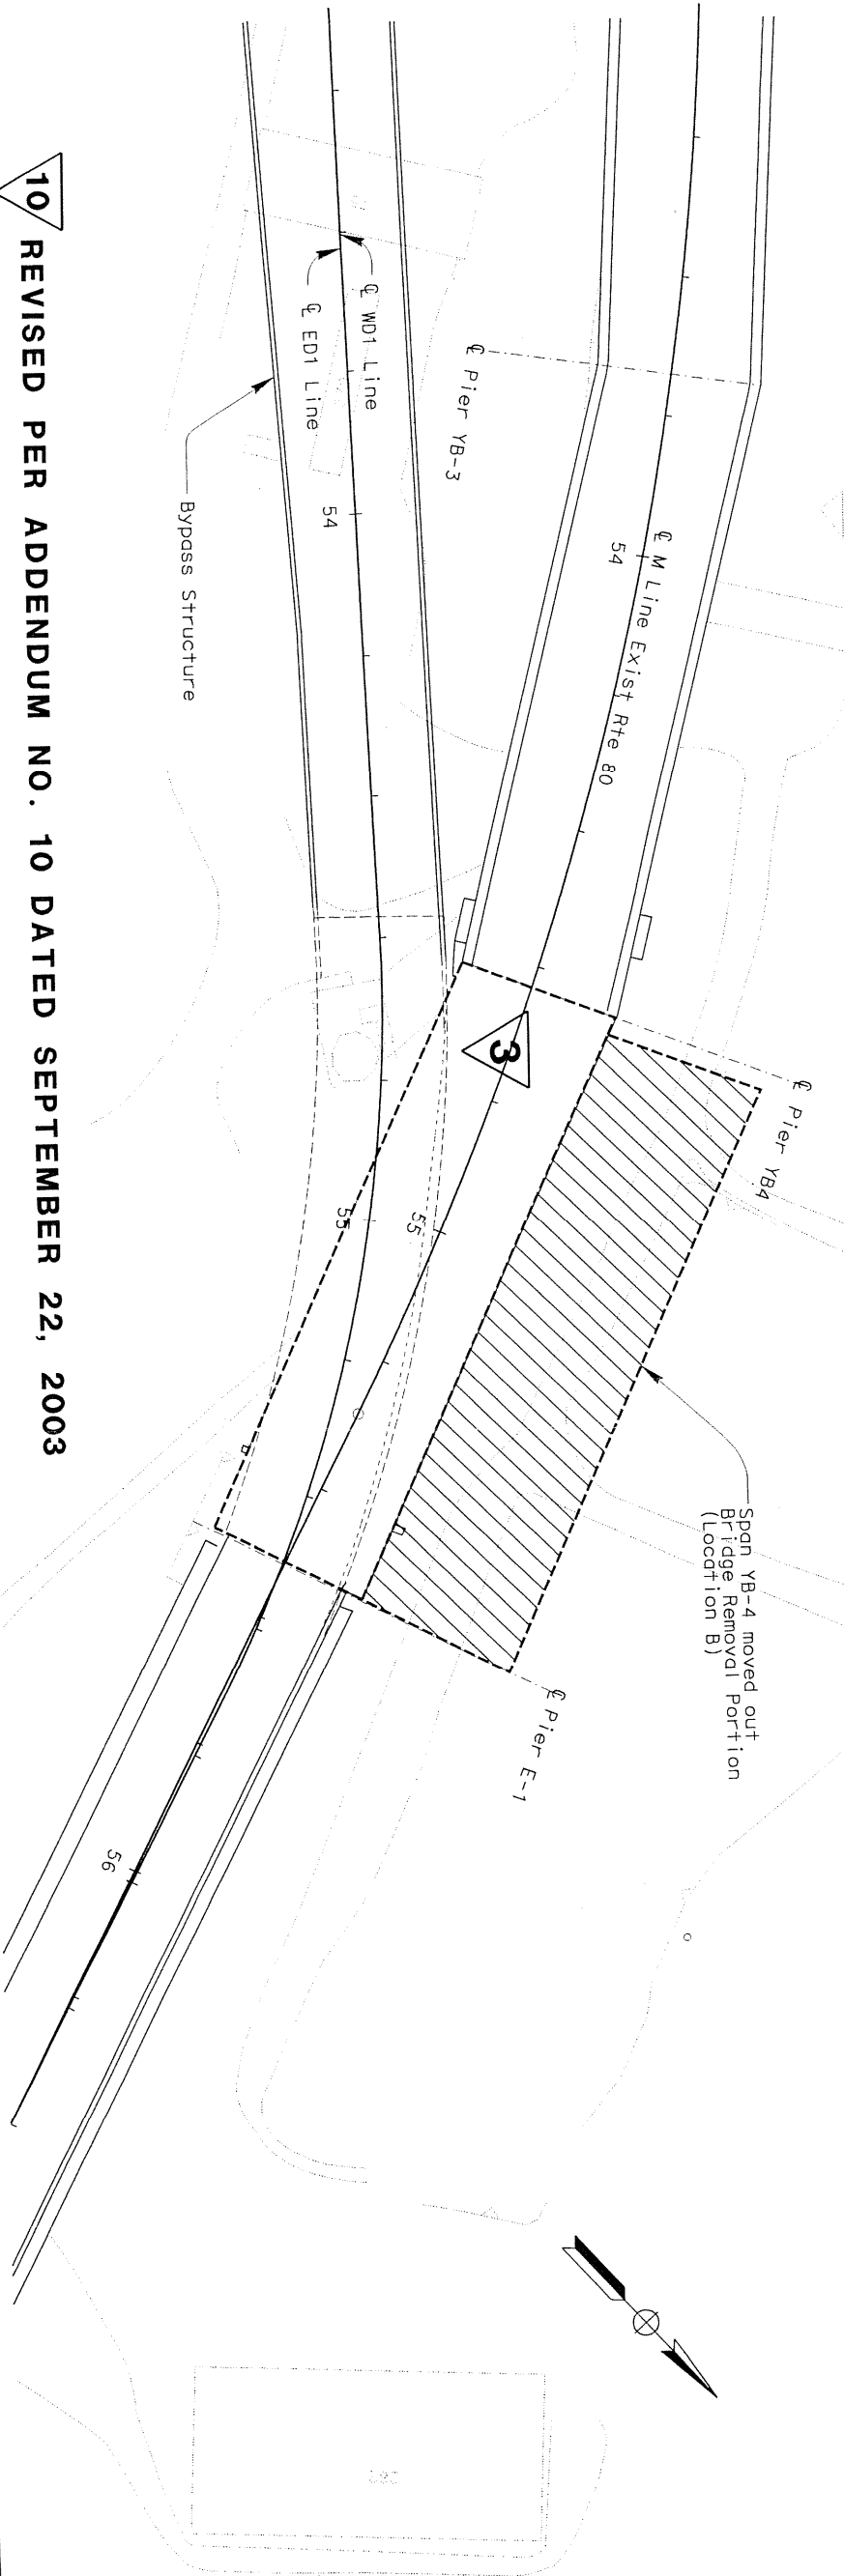 ℄ M Line Exist Rte 80
54
℄ Pier YB-3
℄ WD1 Line
℄ ED1 Line
54
Bypass Structure
℄ Pier YB4
3
55
55
Span YB-4 moved out
Bridge Removal Portion
(Location B)
℄ Pier E-1
56
10
REVISED PER ADDENDUM NO. 10 DATED SEPTEMBER 22, 2003